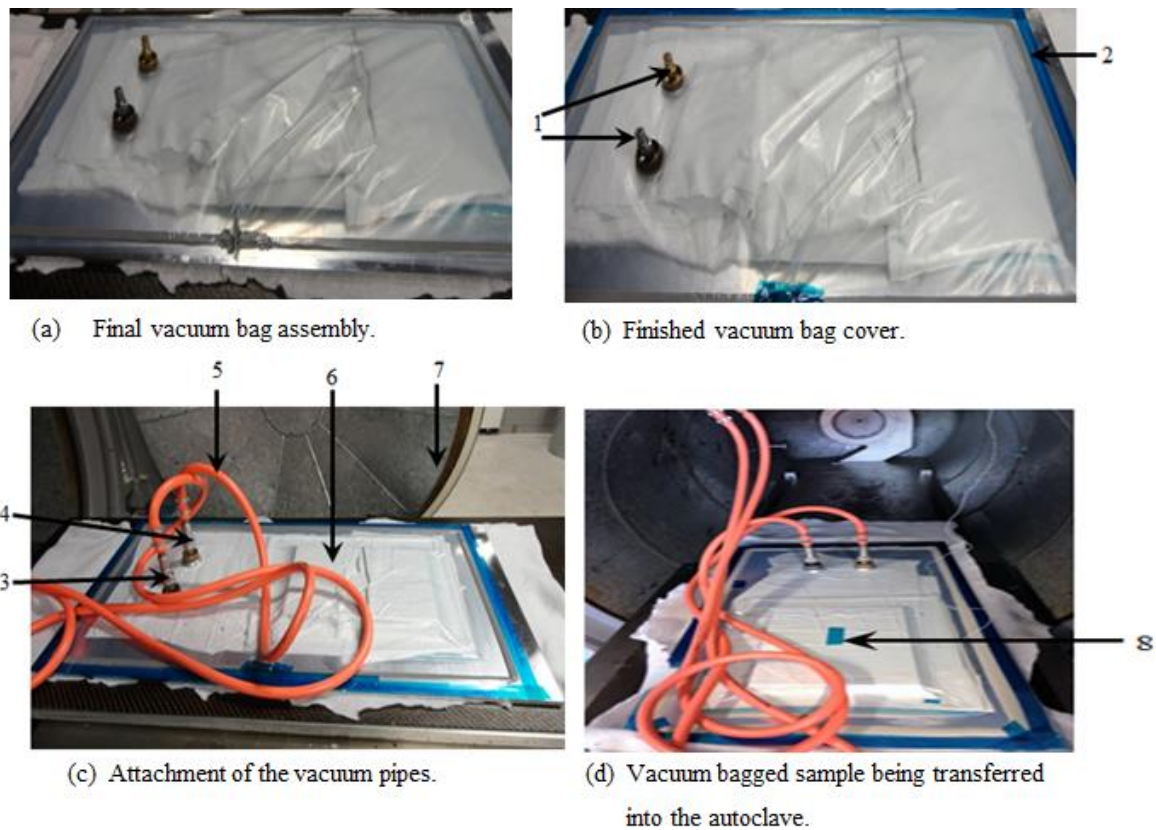 2
1
(a) Final vacuum bag assembly.
(b) Finished vacuum bag cover.
5
6
7
4
3
8
(c) Attachment of the vacuum pipes.
(d) Vacuum bagged sample being transferred
into the autoclave.